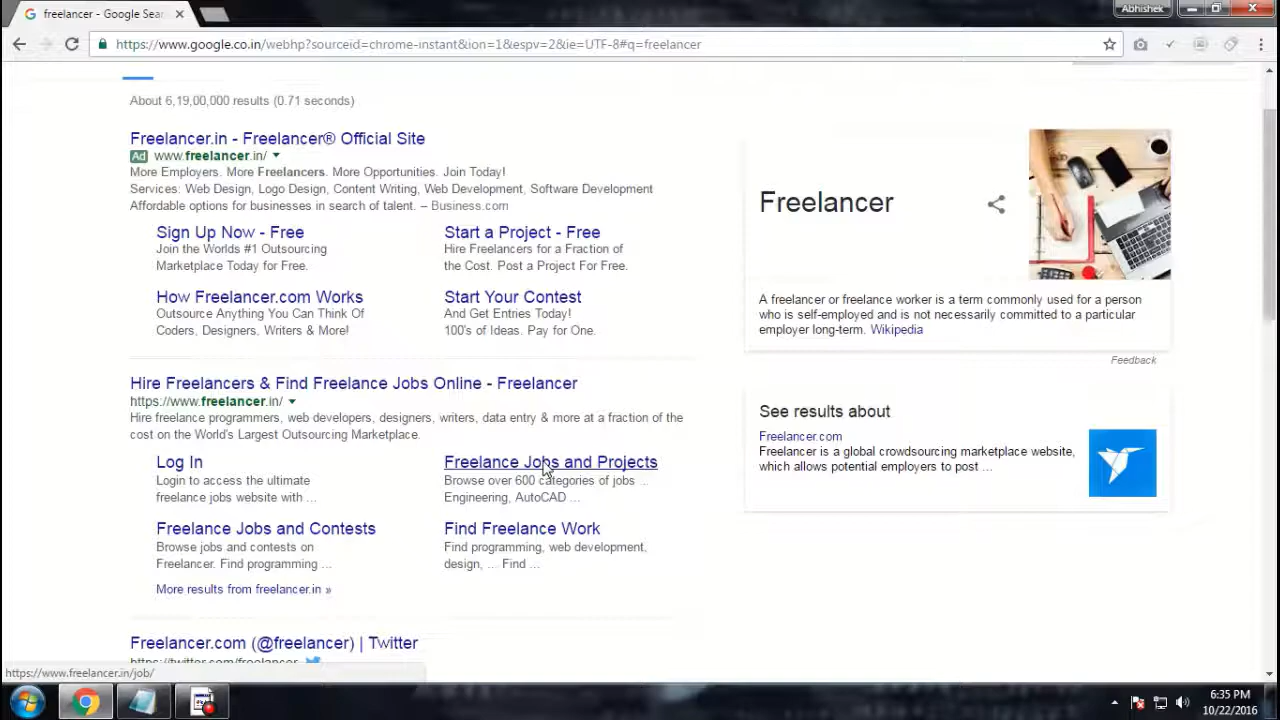 freelancer - Google Sear
Abhishek
https://www.google.co.in/webhp?sourceid=chrome-instant&ion=1&espv=2&ie=UTF-8#q=freelancer
About 6,19,00,000 results (0.71 seconds)
Freelancer.in - Freelancer® Official Site
Ad www.freelancer.in/
More Employers. More Freelancers. More Opportunities. Join Today!
Services: Web Design, Logo Design, Content Writing, Web Development, Software Development
Affordable options for businesses in search of talent. – Business.com
Sign Up Now - Free
Join the Worlds #1 Outsourcing
Marketplace Today for Free.
Start a Project - Free
Hire Freelancers for a Fraction of
the Cost. Post a Project For Free.
How Freelancer.com Works
Outsource Anything You Can Think Of
Coders, Designers, Writers & More!
Start Your Contest
And Get Entries Today!
100's of Ideas. Pay for One.
Hire Freelancers & Find Freelance Jobs Online - Freelancer
https://www.freelancer.in/
Hire freelance programmers, web developers, designers, writers, data entry & more at a fraction of the
cost on the World's Largest Outsourcing Marketplace.
Log In
Login to access the ultimate
freelance jobs website with ...
Freelance Jobs and Projects
Browse over 600 categories of jobs ...
Engineering, AutoCAD ...
Freelance Jobs and Contests
Browse jobs and contests on
Freelancer. Find programming ...
Find Freelance Work
Find programming, web development,
design, ... Find ...
More results from freelancer.in »
Freelancer.com (@freelancer) | Twitter
https://twitter.com/freelancer
Freelancer
A freelancer or freelance worker is a term commonly used for a person
who is self-employed and is not necessarily committed to a particular
employer long-term. Wikipedia
Feedback
See results about
Freelancer.com
Freelancer is a global crowdsourcing marketplace website,
which allows potential employers to post ...
https://www.freelancer.in/job/
6:35 PM
10/22/2016